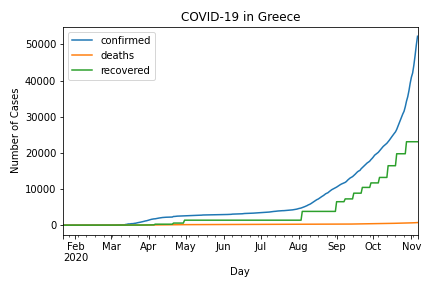 COVID-19 in Greece
confirmed
deaths
recovered
Number of Cases
50000
40000
30000
20000
10000
0
Feb Mar Apr May Jun Jul Aug Sep Oct Nov
2020
Day